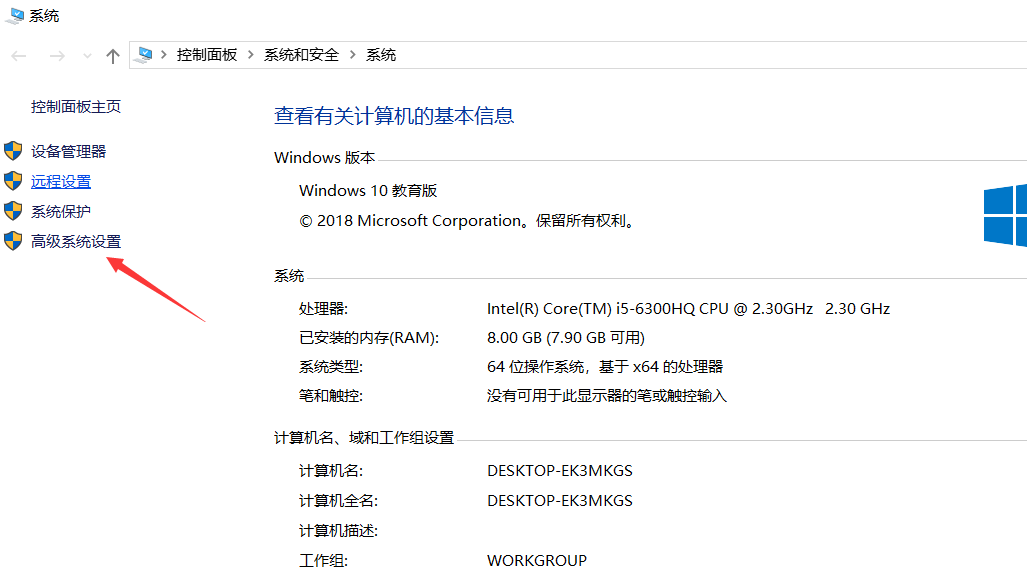 系统
控制面板 > 系统和安全 > 系统
控制面板主页
设备管理器
远程设置
系统保护
高级系统设置
查看有关计算机的基本信息
Windows 版本
Windows 10 教育版
© 2018 Microsoft Corporation。保留所有权利。
系统
处理器: Intel(R) Core(TM) i5-6300HQ CPU @ 2.30GHz 2.30 GHz
已安装的内存(RAM): 8.00 GB (7.90 GB 可用)
系统类型: 64 位操作系统，基于 x64 的处理器
笔和触控: 没有可用于此显示器的笔或触控输入
计算机名、域和工作组设置
计算机名: DESKTOP-EK3MKGS
计算机全名: DESKTOP-EK3MKGS
计算机描述:
工作组: WORKGROUP